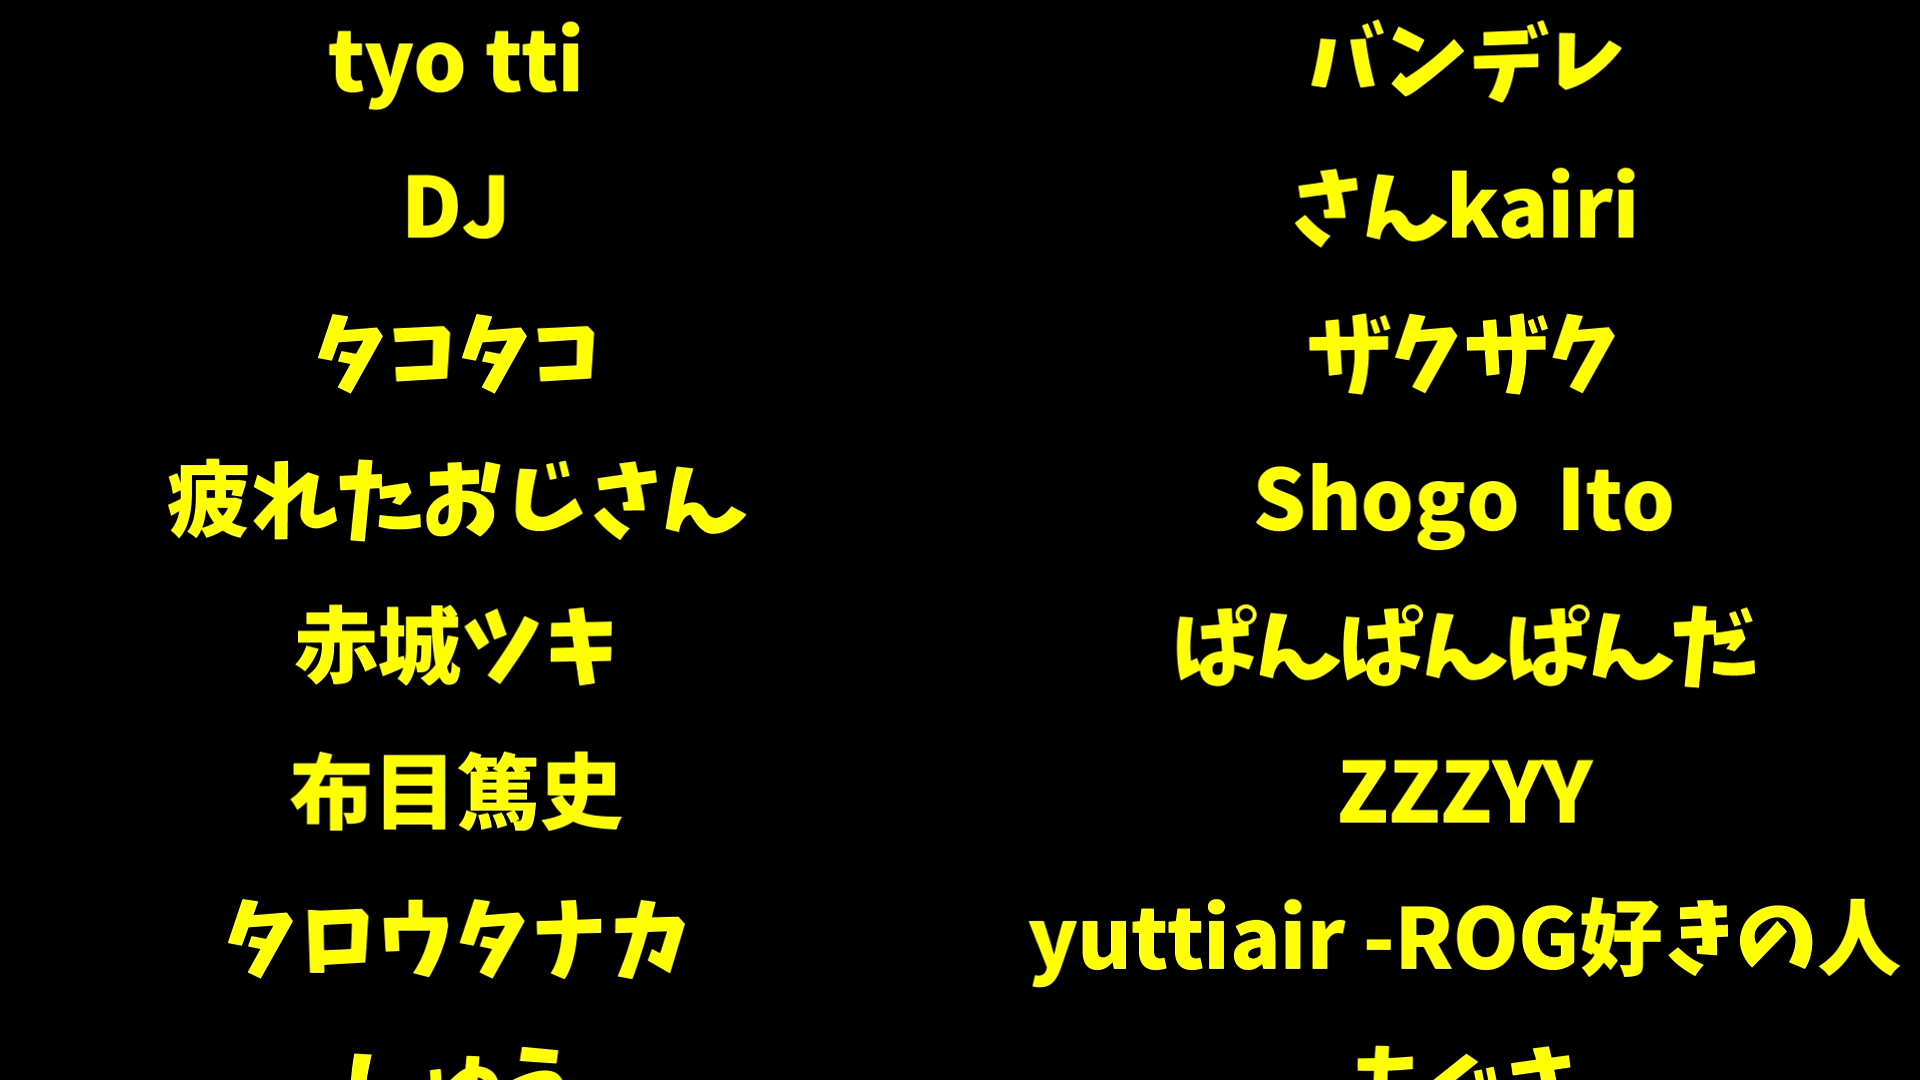 tyo tti
バンデレ
DJ
さんkairi
タコタコ
ザクザク
疲れたおじさん
Shogo Ito
赤城ツキ
ぱんぱんぱんだ
布目篤史
ZZZYY
タロウタナカ
yuttiair -ROG好きの人
しゅう